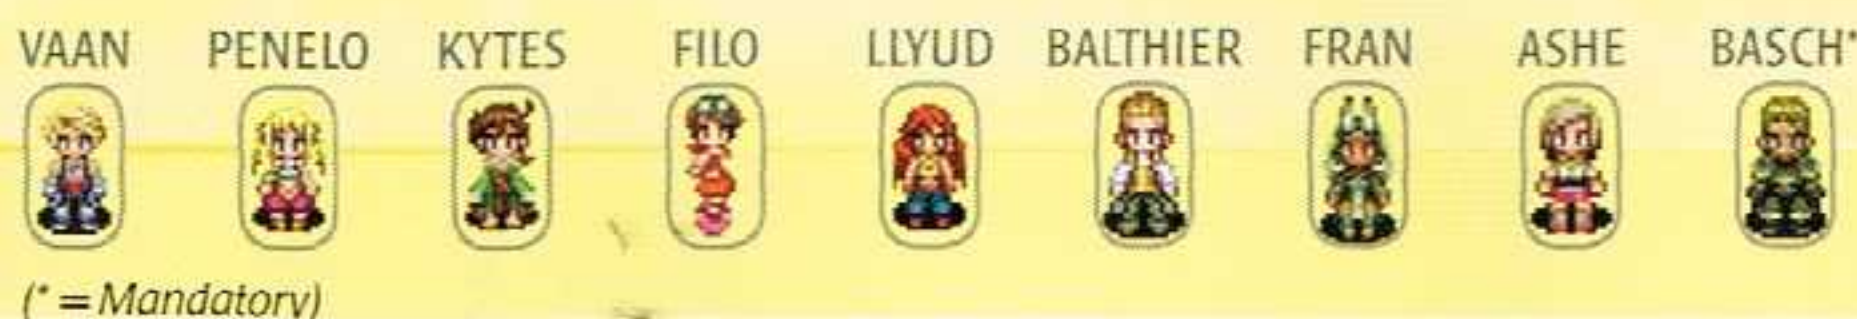 VAAN PENELO KYTES FILO LLYUD BALTHIER FRAN ASHE BASCH*
(* = Mandatory)